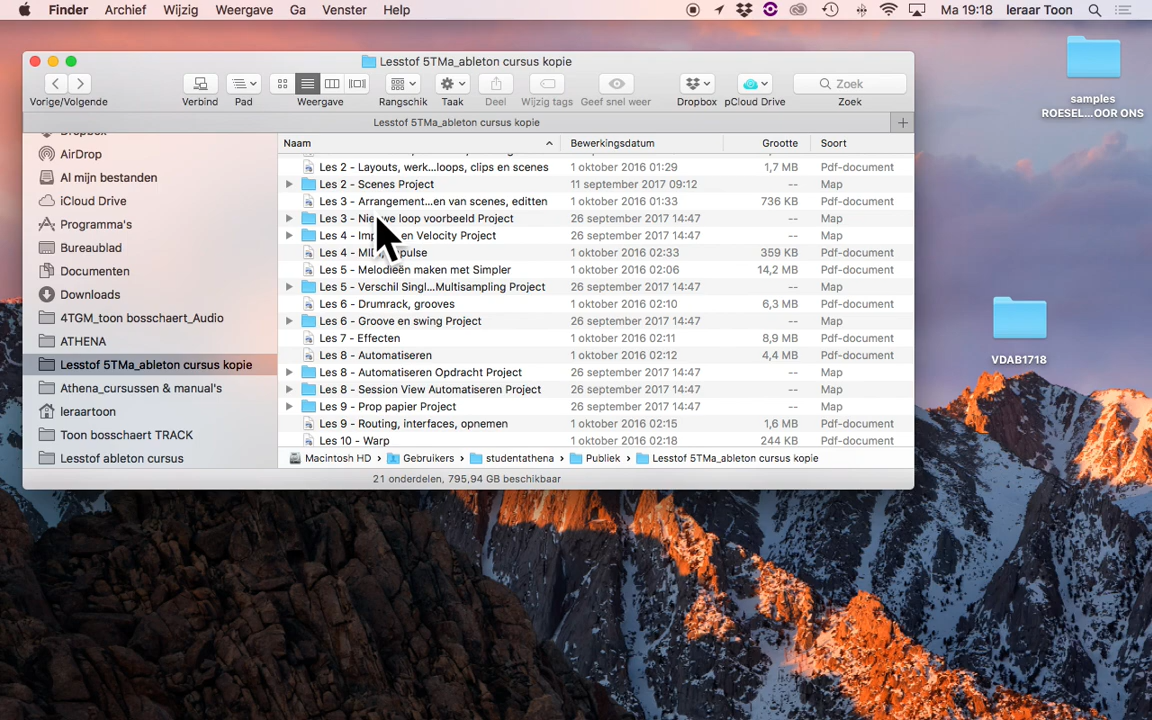 Finder Archief Wijzig Weergave Ga Venster Help Ma 19:18 leraar Toon
Lesstof 5TMa_ableton cursus kopie
Zoek
Vorige/Volgende Verbind Pad Weergave Rangschik Taak Deel Wijzig tags Geef snel weer Dropbox pCloud Drive Zoek
Lesstof 5TMa_ableton cursus kopie
Dropbox
AirDrop
Al mijn bestanden
iCloud Drive
Programma's
Bureaublad
Documenten
Downloads
4TGM_toon bosschaert_Audio
ATHENA
Lesstof 5TMa_ableton cursus kopie
Athena_cursussen & manual's
leraartoon
Toon bosschaert TRACK
Lesstof ableton cursus
Naam Bewerkingsdatum Grootte Soort
Les 2 - Layouts, werk...loops, clips en scenes 1 oktober 2016 01:29 1,7 MB Pdf-document
Les 2 - Scenes Project 11 september 2017 09:12 -- Map
Les 3 - Arrangement...en van scenes, editten 1 oktober 2016 01:33 736 KB Pdf-document
Les 3 - Nieuwe loop voorbeeld Project 26 september 2017 14:47 -- Map
Les 4 - en Velocity Project 26 september 2017 14:47 -- Map
Les 4 - 1 oktober 2016 02:33 359 KB Pdf-document
Les 5 - Melodieën maken met Simpler 1 oktober 2016 02:06 14,2 MB Pdf-document
Les 5 - Verschil Singl...Multisampling Project 26 september 2017 14:47 -- Map
Les 6 - Drumrack, grooves 1 oktober 2016 02:10 6,3 MB Pdf-document
Les 6 - Groove en swing Project 26 september 2017 14:47 -- Map
Les 7 - Effecten 1 oktober 2016 02:11 8,9 MB Pdf-document
Les 8 - Automatiseren 1 oktober 2016 02:12 4,4 MB Pdf-document
Les 8 - Automatiseren Opdracht Project 26 september 2017 14:47 -- Map
Les 8 - Session View Automatiseren Project 26 september 2017 14:47 -- Map
Les 9 - Prop papier Project 26 september 2017 14:47 -- Map
Les 9 - Routing, interfaces, opnemen 1 oktober 2016 02:15 1,6 MB Pdf-document
Les 10 - Warp 1 oktober 2016 02:18 244 KB Pdf-document
Macintosh HD › Gebruikers › studentathena › Publiek › Lesstof 5TMa_ableton cursus kopie
21 onderdelen, 795,94 GB beschikbaar
samples
ROESEL...OOR ONS
VDAB1718